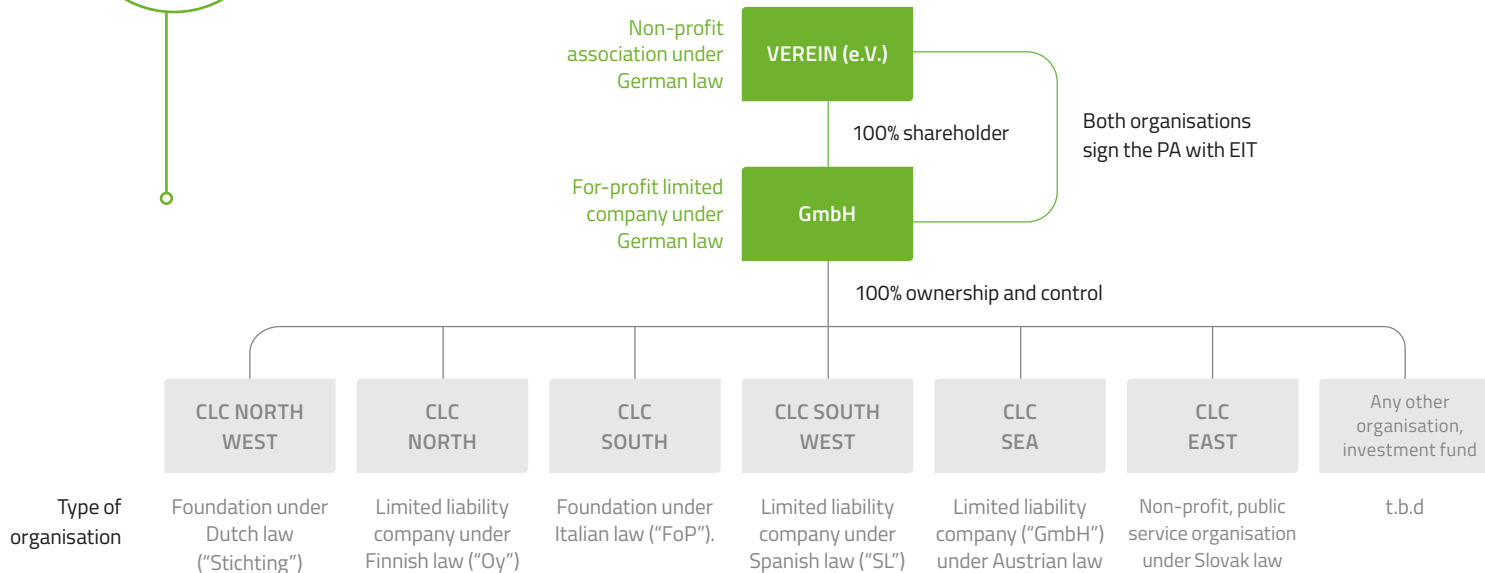 Non-profit
association under
German law
VEREIN (e.V.)
100% shareholder
Both organisations
sign the PA with EIT
For-profit limited
company under
German law
GmbH
100% ownership and control
CLC NORTH
WEST
CLC
NORTH
CLC
SOUTH
CLC SOUTH
WEST
CLC
SEA
CLC
EAST
Any other
organisation,
investment fund
Type of
organisation
Foundation under
Dutch law
(“Stichting”)
Limited liability
company under
Finnish law (“Oy”)
Foundation under
Italian law (“FoP”).
Limited liability
company under
Spanish law (“SL”)
Limited liability
company (“GmbH”)
under Austrian law
Non-profit, public
service organisation
under Slovak law
t.b.d